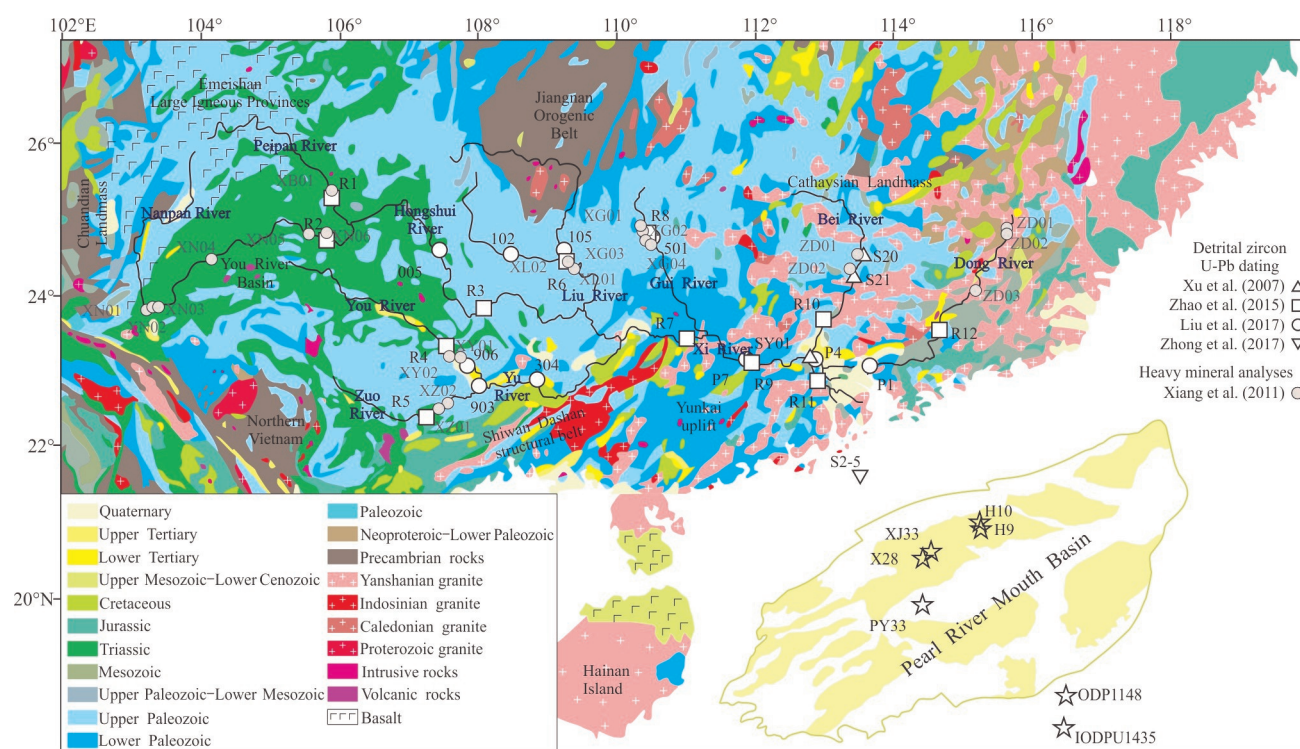 102°E
104°
106°
108°
110°
112°
114°
116°
118°
26°
24°
22°
20°N
Emeishan
Large Igneous Provinces
Jiangnan
Orogenic
Belt
Peipan River
XB01
R1
Chuandian
Landmass
Nanpan River
Hongshui
River
Cathaysian Landmass
Bei River
R2
XN04
XN05
XN06
You River
Basin
XN01
XN02
XN03
005
102
105
XL02
XG01
R8
XG02
501
XG03
XL04
XL01
R6
R3
Liu River
Gui River
ZD01
S20
ZD02
S21
ZD01
ZD02
Dong River
ZD03
You River
R10
R7
R12
XY01
R4
906
XY02
XZ02
304
Yu
River
903
Zuo
River
R5
XZ01
Xi River
SY01
P7
R9
P4
P1
R11
Northern
Vietnam
Shiwan Dashan
structural belt
Yunkai
uplift
S2-5
Detrital zircon
U-Pb dating
Xu et al. (2007)
Zhao et al. (2015)
Liu et al. (2017)
Zhong et al. (2017)
Heavy mineral analyses
Xiang et al. (2011)
Quaternary
Upper Tertiary
Lower Tertiary
Upper Mesozoic-Lower Cenozoic
Cretaceous
Jurassic
Triassic
Mesozoic
Upper Paleozoic-Lower Mesozoic
Upper Paleozoic
Lower Paleozoic
Paleozoic
Neoproteroic-Lower Paleozoic
Precambrian rocks
Yanshanian granite
Indosinian granite
Caledonian granite
Proterozoic granite
Intrusive rocks
Volcanic rocks
Basalt
Hainan
Island
H10
H9
XJ33
X28
PY33
Pearl River Mouth Basin
ODP1148
IODPU1435